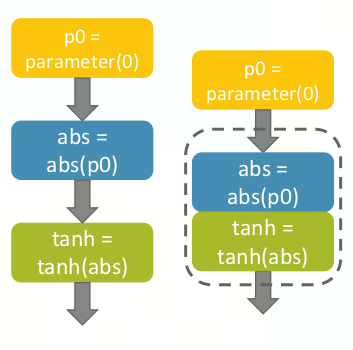 p0 =
parameter(0)
abs =
abs(p0)
tanh =
tanh(abs)
p0 =
parameter(0)
abs =
abs(p0)
tanh =
tanh(abs)